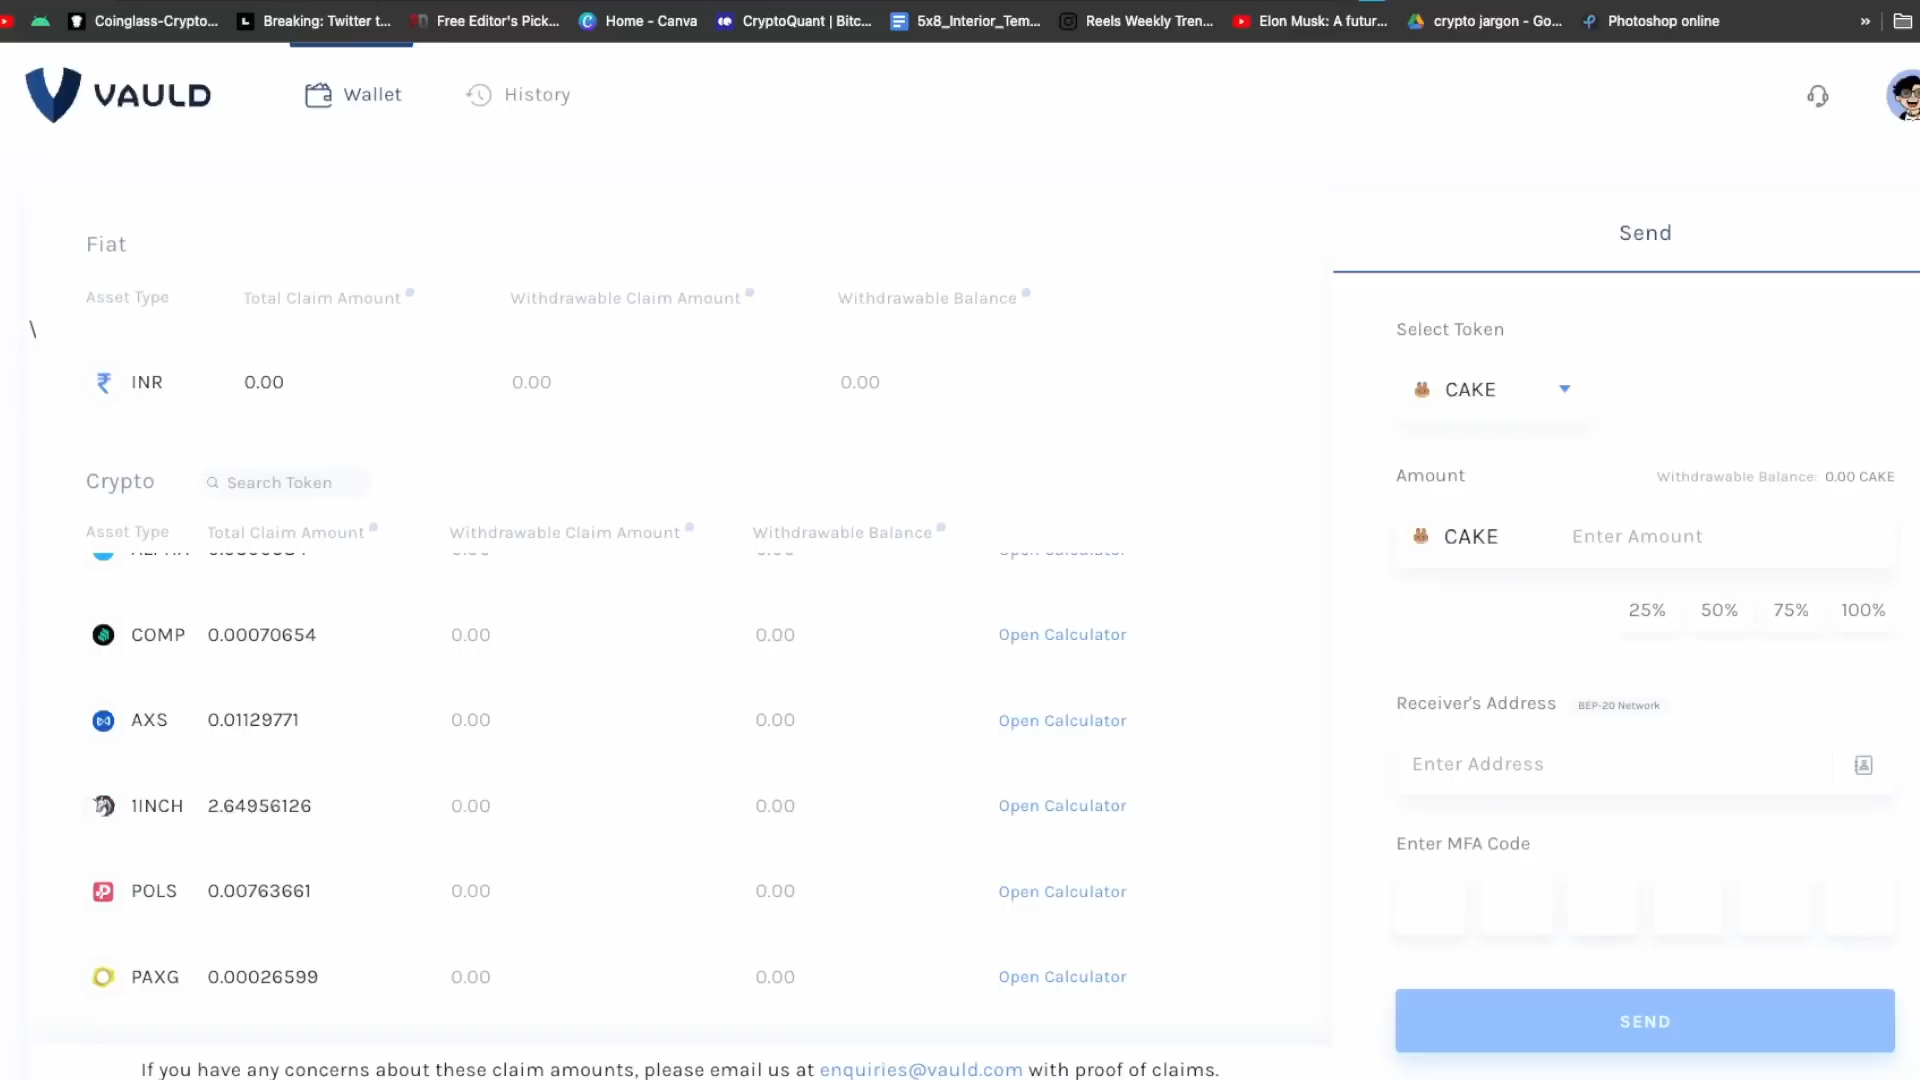 Coinglass-Crypto... Breaking: Twitter t... Free Editor's Pick... Home - Canva CryptoQuant | Bitc... 5x8_Interior_Tem... Reels Weekly Tren... Elon Musk: A futur... crypto jargon - Go... Photoshop online »
VAULD Wallet History
Send
Fiat
Asset Type Total Claim Amount Withdrawable Claim Amount Withdrawable Balance
\
INR 0.00 0.00 0.00
Select Token
CAKE
Crypto Search Token
Amount Withdrawable Balance: 0.00 CAKE
Asset Type Total Claim Amount Withdrawable Claim Amount Withdrawable Balance
CAKE Enter Amount
25% 50% 75% 100%
COMP 0.00070654 0.00 0.00 Open Calculator
AXS 0.01129771 0.00 0.00 Open Calculator
1INCH 2.64956126 0.00 0.00 Open Calculator
POLS 0.00763661 0.00 0.00 Open Calculator
PAXG 0.00026599 0.00 0.00 Open Calculator
Receiver's Address BEP-20 Network
Enter Address
Enter MFA Code
SEND
If you have any concerns about these claim amounts, please email us at enquiries@vauld.com with proof of claims.